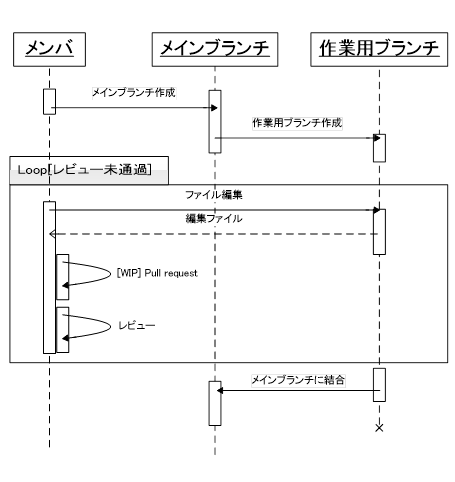 メンバ
メインブランチ
作業用ブランチ
メインブランチ作成
作業用ブランチ作成
Loop[レビュー未通過]
ファイル編集
編集ファイル
[WIP] Pull request
レビュー
メインブランチに結合